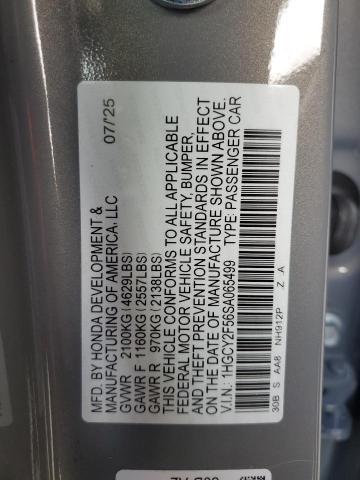 MFD. BY HONDA DEVELOPMENT & 07/25
MANUFACTURING OF AMERICA, LLC
GVWR 2100KG (4629LBS)
GAWR F 1160KG (2557LBS)
GAWR R 970KG (2138LBS)
THIS VEHICLE CONFORMS TO ALL APPLICABLE
FEDERAL MOTOR VEHICLE SAFETY, BUMPER,
AND THEFT PREVENTION STANDARDS IN EFFECT
ON THE DATE OF MANUFACTURE SHOWN ABOVE.
V.I.N.: 1HGCY2F56SA065499 TYPE: PASSENGER CAR
30B S AA8 NH912P Z A